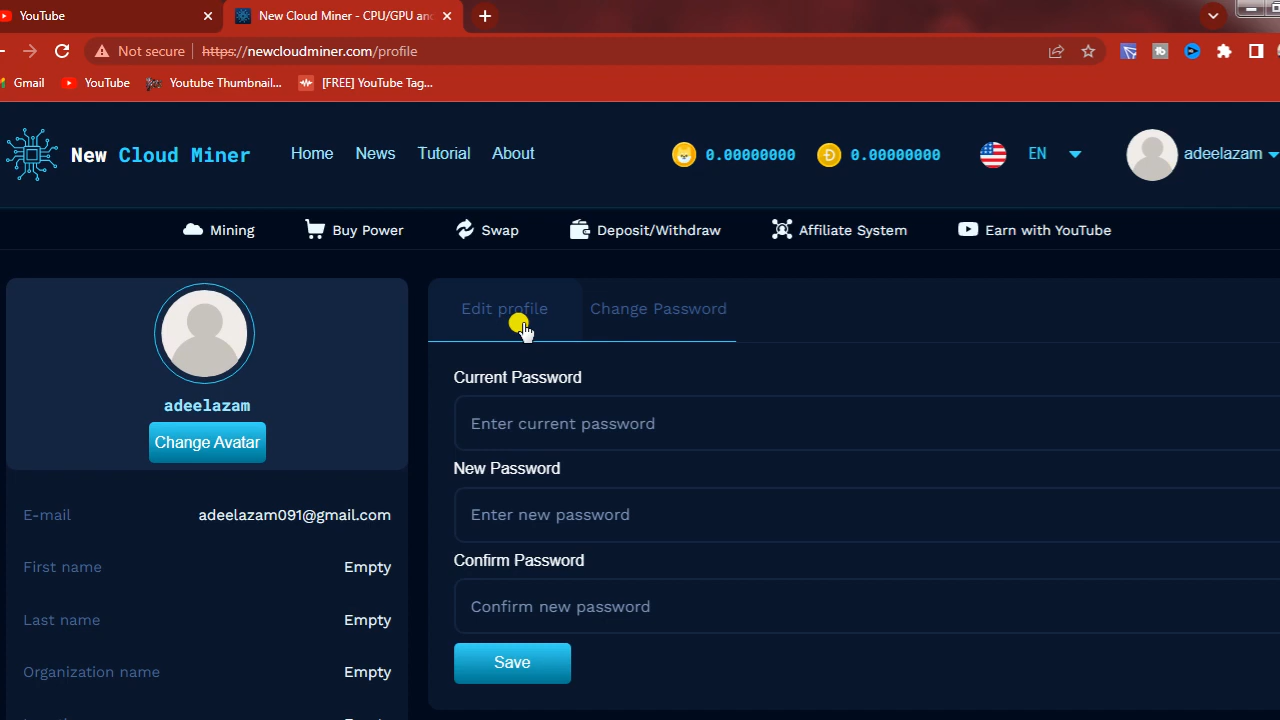 YouTube
New Cloud Miner - CPU/GPU and
Not secure https://newcloudminer.com/profile
Gmail YouTube Youtube Thumbnail... [FREE] YouTube Tag...
New Cloud Miner Home News Tutorial About 0.00000000 0.00000000 EN adeelazam
Mining Buy Power Swap Deposit/Withdraw Affiliate System Earn with YouTube
adeelazam
Change Avatar
E-mail adeelazam091@gmail.com
First name Empty
Last name Empty
Organization name Empty
Edit profile Change Password
Current Password
Enter current password
New Password
Enter new password
Confirm Password
Confirm new password
Save